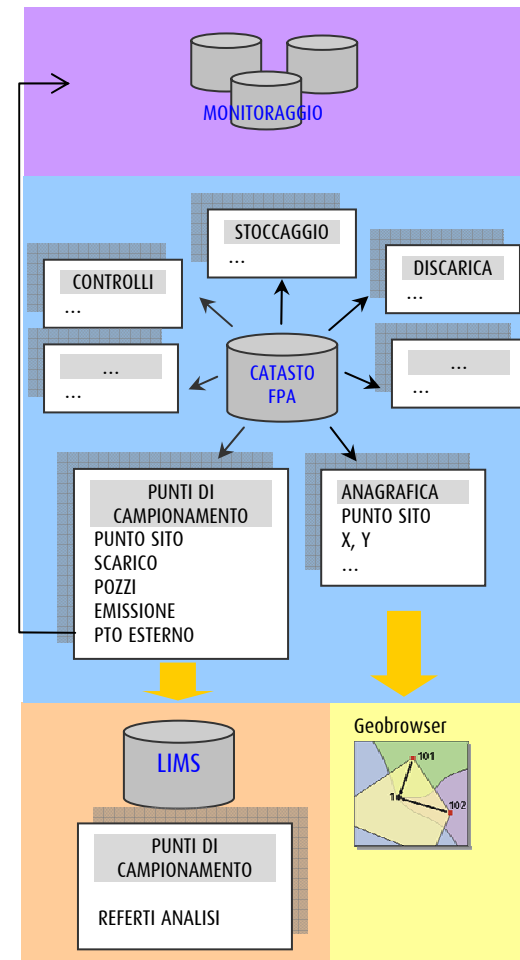 MONITORAGGIO
STOCCAGGIO
...
CONTROLLI
...
DISCARICA
...
...
...
CATASTO
FPA
...
...
PUNTI DI
CAMPIONAMENTO
PUNTO SITO
SCARICO
POZZI
EMISSIONE
PTO ESTERNO
ANAGRAFICA
PUNTO SITO
X, Y
...
LIMS
PUNTI DI
CAMPIONAMENTO
REFERTI ANALISI
Geobrowser
101
1
102